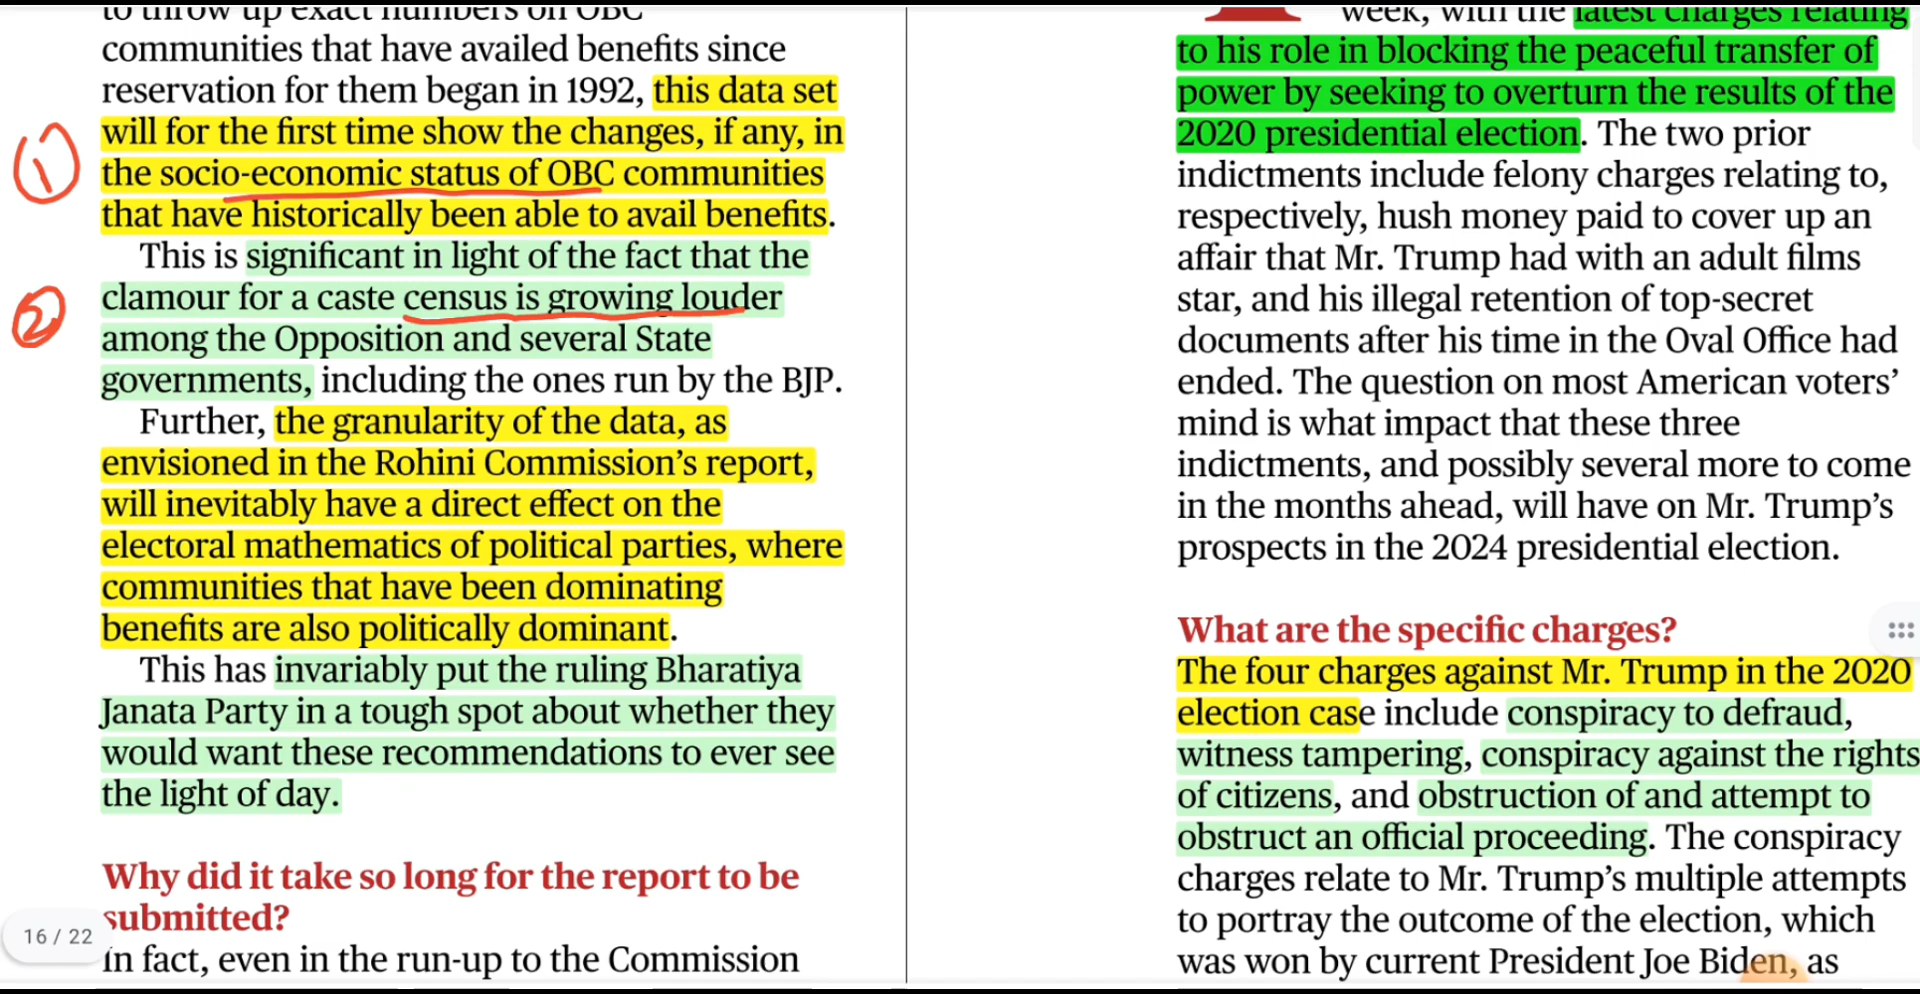 to throw up exact numbers on OBC
communities that have availed benefits since
reservation for them began in 1992, this data set
will for the first time show the changes, if any, in
the socio-economic status of OBC communities
that have historically been able to avail benefits.
This is significant in light of the fact that the
clamour for a caste census is growing louder
among the Opposition and several State
governments, including the ones run by the BJP.
Further, the granularity of the data, as
envisioned in the Rohini Commission's report,
will inevitably have a direct effect on the
electoral mathematics of political parties, where
communities that have been dominating
benefits are also politically dominant.
This has invariably put the ruling Bharatiya
Janata Party in a tough spot about whether they
would want these recommendations to ever see
the light of day.
Why did it take so long for the report to be
submitted?
In fact, even in the run-up to the Commission
1
2
16 / 22
week, with the latest charges relating
to his role in blocking the peaceful transfer of
power by seeking to overturn the results of the
2020 presidential election. The two prior
indictments include felony charges relating to,
respectively, hush money paid to cover up an
affair that Mr. Trump had with an adult films
star, and his illegal retention of top-secret
documents after his time in the Oval Office had
ended. The question on most American voters'
mind is what impact that these three
indictments, and possibly several more to come
in the months ahead, will have on Mr. Trump's
prospects in the 2024 presidential election.
What are the specific charges?
The four charges against Mr. Trump in the 2020
election case include conspiracy to defraud,
witness tampering, conspiracy against the rights
of citizens, and obstruction of and attempt to
obstruct an official proceeding. The conspiracy
charges relate to Mr. Trump's multiple attempts
to portray the outcome of the election, which
was won by current President Joe Biden, as